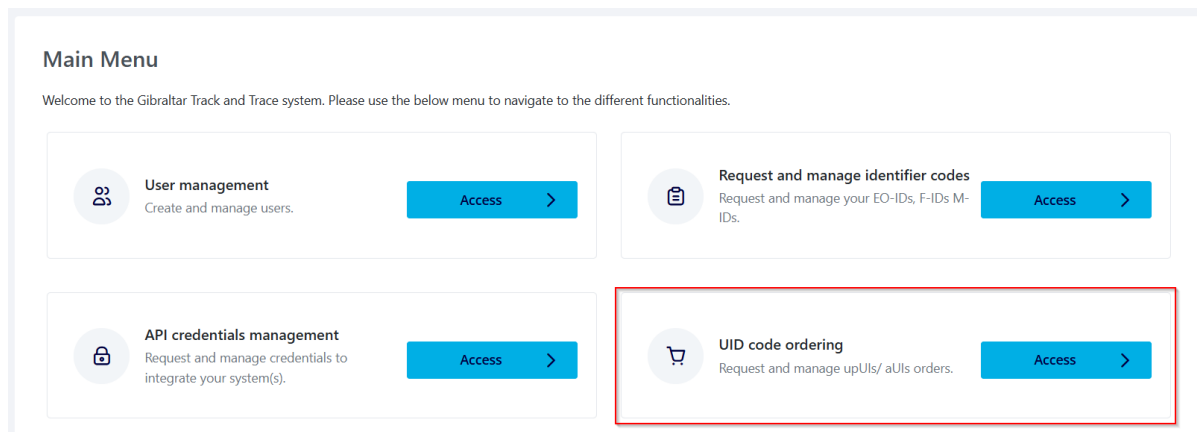 Main Menu
Welcome to the Gibraltar Track and Trace system. Please use the below menu to navigate to the different functionalities.
User management
Create and manage users.
Access
Request and manage identifier codes
Request and manage your EO-IDs, F-IDs M-
IDs.
Access
API credentials management
Request and manage credentials to
integrate your system(s).
Access
UID code ordering
Request and manage upUIs/ aUIs orders.
Access